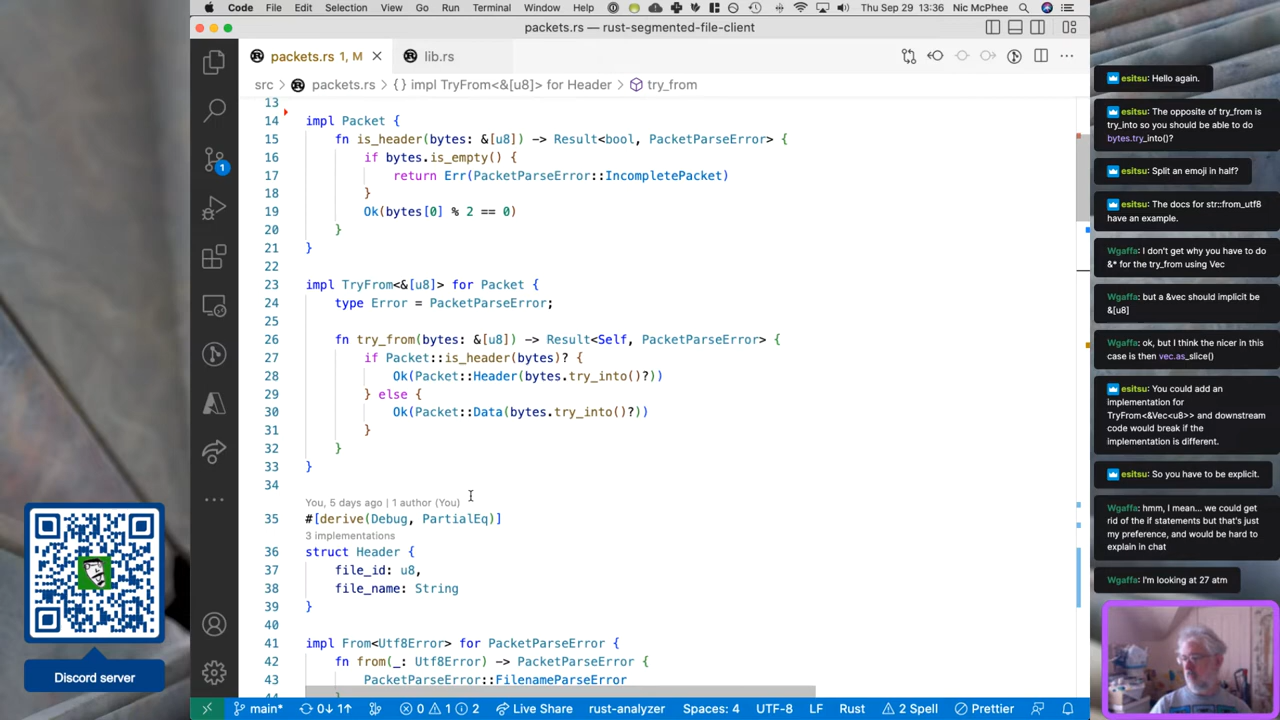 Code File Edit Selection View Go Run Terminal Window Help Thu Sep 29 13:36 Nic McPhee
packets.rs — rust-segmented-file-client
packets.rs 1, M
lib.rs
src > packets.rs > { } impl TryFrom<&[u8]> for Header > try_from
13
14 impl Packet {
15 fn is_header(bytes: &[u8]) -> Result<bool, PacketParseError> {
16 if bytes.is_empty() {
17 return Err(PacketParseError::IncompletePacket)
18 }
19 Ok(bytes[0] % 2 == 0)
20 }
21 }
22
23 impl TryFrom<&[u8]> for Packet {
24 type Error = PacketParseError;
25
26 fn try_from(bytes: &[u8]) -> Result<Self, PacketParseError> {
27 if Packet::is_header(bytes)? {
28 Ok(Packet::Header(bytes.try_into()?))
29 } else {
30 Ok(Packet::Data(bytes.try_into()?))
31 }
32 }
33 }
34
You, 5 days ago | 1 author (You)
35 #[derive(Debug, PartialEq)]
3 implementations
36 struct Header {
37 file_id: u8,
38 file_name: String
39 }
40
41 impl From<Utf8Error> for PacketParseError {
42 fn from(_: Utf8Error) -> PacketParseError {
43 PacketParseError::FilenameParseError
1
main* 0↓ 1↑ 0 1 2 Live Share rust-analyzer Spaces: 4 UTF-8 LF Rust 2 Spell Prettier
Discord server
esitsu: Hello again.
esitsu: The opposite of try_from is
try_into so you should be able to do
bytes.try_into()?
esitsu: Split an emoji in half?
esitsu: The docs for str::from_utf8
have an example.
Wgaffa: I don't get why you have to do
&* for the try_from using Vec
Wgaffa: but a &vec should implicit be
&[u8]
Wgaffa: ok, but I think the nicer in this
case is then vec.as_slice()
esitsu: You could add an
implementation for
TryFrom<&Vec<u8>> and downstream
code would break if the
implementation is different.
esitsu: So you have to be explicit.
Wgaffa: hmm, I mean... we could get
rid of the if statements but that's just
my preference, and would be hard to
explain in chat
Wgaffa: I'm looking at 27 atm